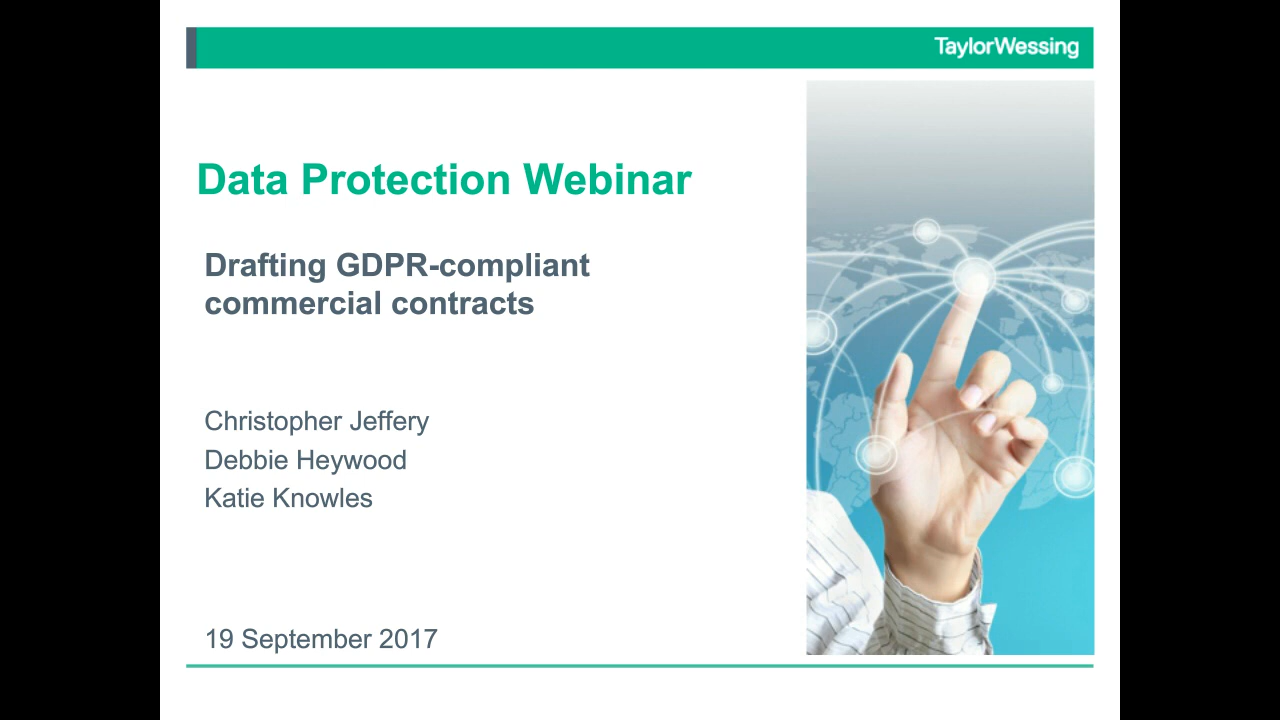 TaylorWessing
Data Protection Webinar
Drafting GDPR-compliant
commercial contracts
Christopher Jeffery
Debbie Heywood
Katie Knowles
19 September 2017